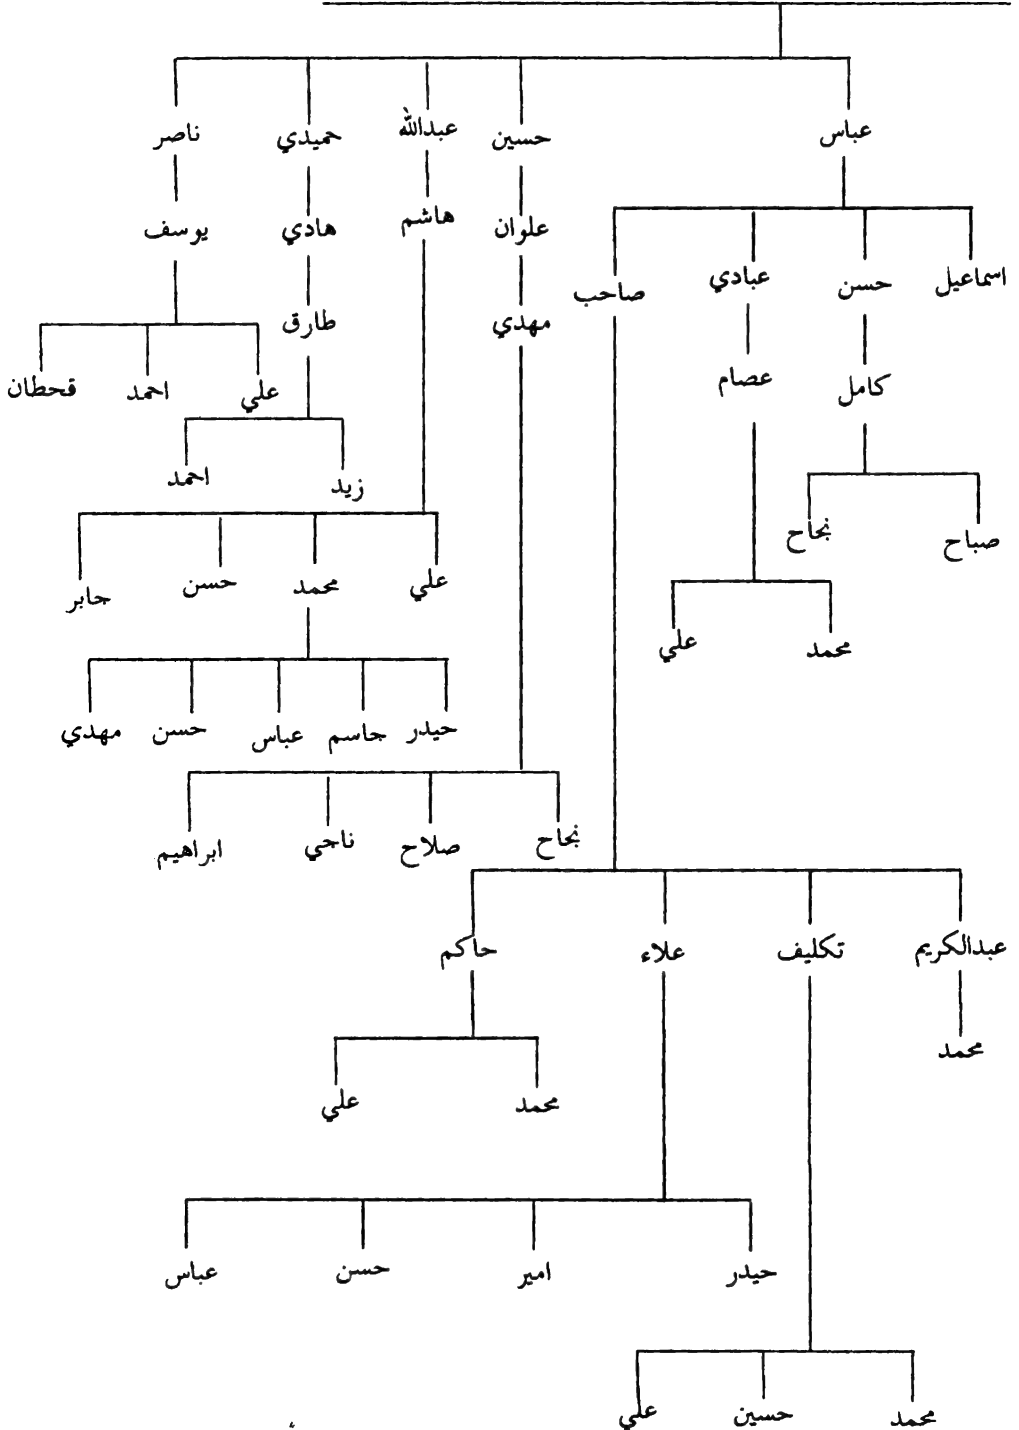 عباس حسين عبدالله حميدي ناصر
اسماعيل حسن عبادي صاحب علوان هاشم هادي يوسف
كامل عصام مهدي طارق
علي احمد قحطان
زيد احمد
صباح نجاح
علي محمد حسن جابر
محمد علي
حيدر جاسم عباس حسن مهدي
نجاح صلاح ناجي ابراهيم
عبدالكريم تكليف علاء حاكم
محمد
محمد علي
حيدر امير حسن عباس
محمد حسين علي